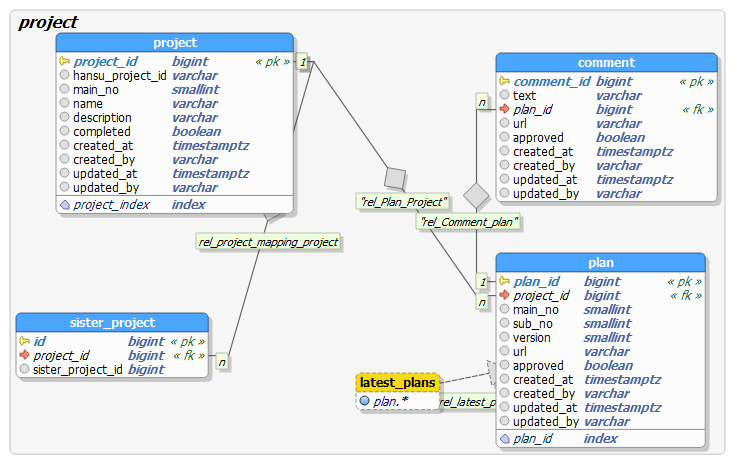 project
project
project_id bigint « pk »
hansu_project_id varchar
main_no smallint
name varchar
description varchar
completed boolean
created_at timestamptz
created_by varchar
updated_at timestamptz
updated_by varchar
project_index index
1
comment
comment_id bigint « pk »
text varchar
plan_id bigint « fk »
url varchar
approved boolean
created_at timestamptz
created_by varchar
updated_at timestamptz
updated_by varchar
n
"rel_Plan_Project"
"rel_Comment_plan"
rel_project_mapping_project
plan
plan_id bigint « pk »
project_id bigint « fk »
main_no smallint
sub_no smallint
version smallint
url varchar
approved boolean
created_at timestamptz
created_by varchar
updated_at timestamptz
updated_by varchar
plan_id index
1
n
sister_project
id bigint « pk »
project_id bigint « fk »
sister_project_id bigint
n
latest_plans
plan.*
rel_latest_p